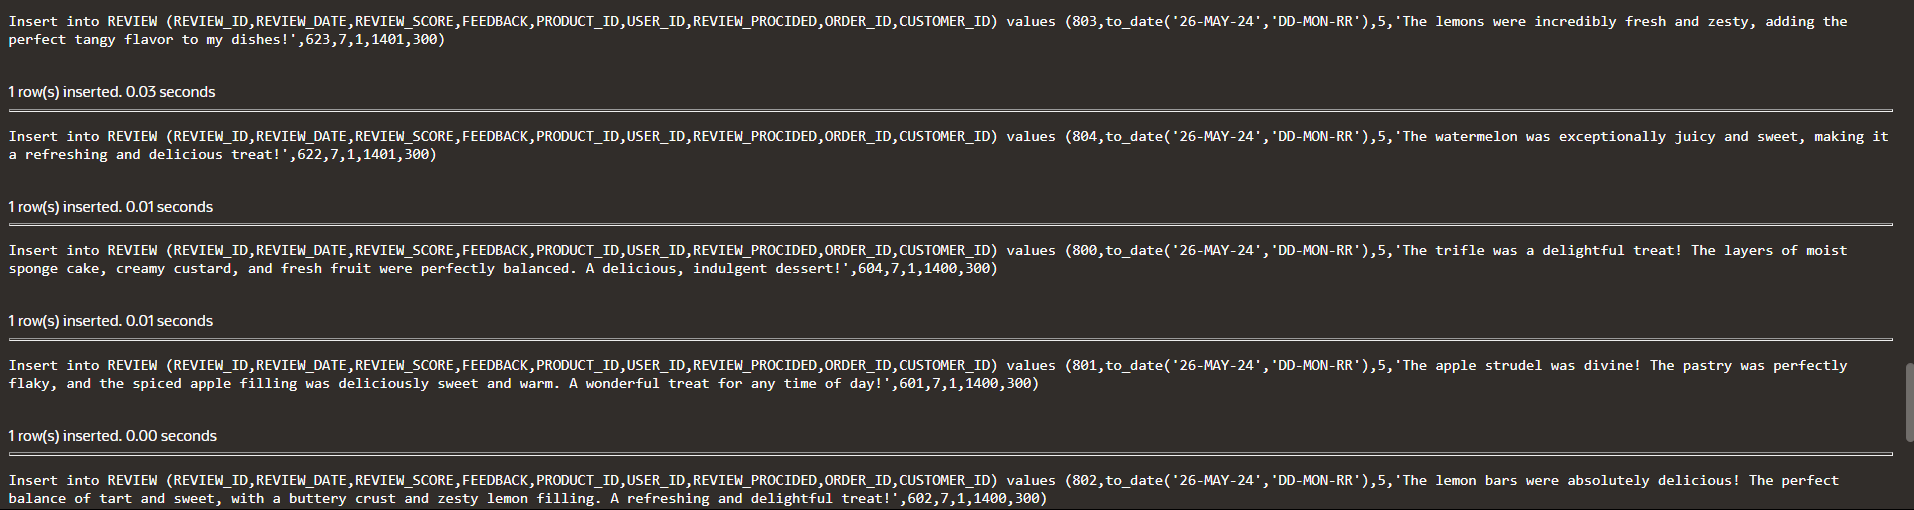 Insert into REVIEW (REVIEW_ID,REVIEW_DATE,REVIEW_SCORE,FEEDBACK,PRODUCT_ID,USER_ID,REVIEW_PROCIDED,ORDER_ID,CUSTOMER_ID) values (803,to_date('26-MAY-24','DD-MON-RR'),5,'The lemons were incredibly fresh and zesty, adding the
perfect tangy flavor to my dishes!',623,7,1,1401,300)
1 row(s) inserted. 0.03 seconds
Insert into REVIEW (REVIEW_ID,REVIEW_DATE,REVIEW_SCORE,FEEDBACK,PRODUCT_ID,USER_ID,REVIEW_PROCIDED,ORDER_ID,CUSTOMER_ID) values (804,to_date('26-MAY-24','DD-MON-RR'),5,'The watermelon was exceptionally juicy and sweet, making it
a refreshing and delicious treat!',622,7,1,1401,300)
1 row(s) inserted. 0.01 seconds
Insert into REVIEW (REVIEW_ID,REVIEW_DATE,REVIEW_SCORE,FEEDBACK,PRODUCT_ID,USER_ID,REVIEW_PROCIDED,ORDER_ID,CUSTOMER_ID) values (800,to_date('26-MAY-24','DD-MON-RR'),5,'The trifle was a delightful treat! The layers of moist
sponge cake, creamy custard, and fresh fruit were perfectly balanced. A delicious, indulgent dessert!',604,7,1,1400,300)
1 row(s) inserted. 0.01 seconds
Insert into REVIEW (REVIEW_ID,REVIEW_DATE,REVIEW_SCORE,FEEDBACK,PRODUCT_ID,USER_ID,REVIEW_PROCIDED,ORDER_ID,CUSTOMER_ID) values (801,to_date('26-MAY-24','DD-MON-RR'),5,'The apple strudel was divine! The pastry was perfectly
flaky, and the spiced apple filling was deliciously sweet and warm. A wonderful treat for any time of day!',601,7,1,1400,300)
1 row(s) inserted. 0.00 seconds
Insert into REVIEW (REVIEW_ID,REVIEW_DATE,REVIEW_SCORE,FEEDBACK,PRODUCT_ID,USER_ID,REVIEW_PROCIDED,ORDER_ID,CUSTOMER_ID) values (802,to_date('26-MAY-24','DD-MON-RR'),5,'The lemon bars were absolutely delicious! The perfect
balance of tart and sweet, with a buttery crust and zesty lemon filling. A refreshing and delightful treat!',602,7,1,1400,300)